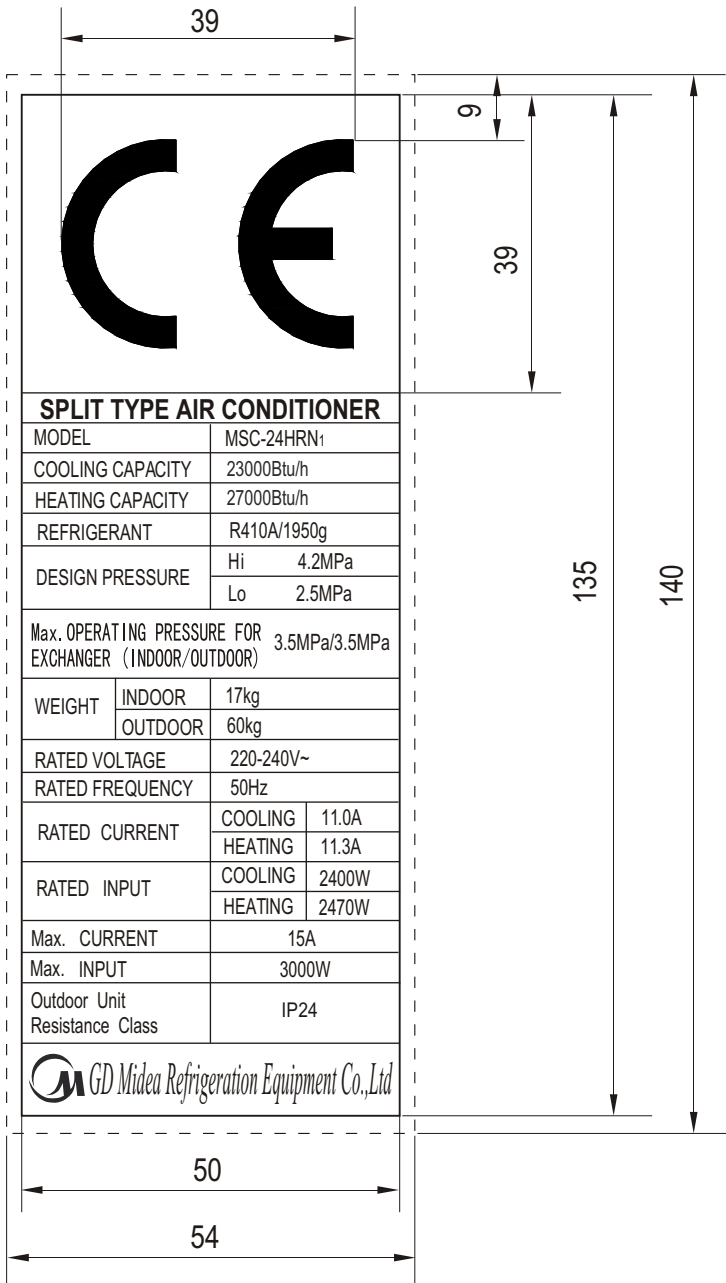 39
9
CE
39
SPLIT TYPE AIR CONDITIONER
MODEL MSC-24HRN1
COOLING CAPACITY 23000Btu/h
HEATING CAPACITY 27000Btu/h
REFRIGERANT R410A/1950g
DESIGN PRESSURE
Hi 4.2MPa
Lo 2.5MPa
135
140
Max. OPERATING PRESSURE FOR
EXCHANGER (INDOOR/OUTDOOR)
3.5MPa/3.5MPa
WEIGHT
INDOOR 17kg
OUTDOOR 60kg
RATED VOLTAGE 220-240V~
RATED FREQUENCY 50Hz
RATED CURRENT
COOLING 11.0A
HEATING 11.3A
RATED INPUT
COOLING 2400W
HEATING 2470W
Max. CURRENT 15A
Max. INPUT 3000W
Outdoor Unit
Resistance Class
IP24
GD Midea Refrigeration Equipment Co.,Ltd
50
54